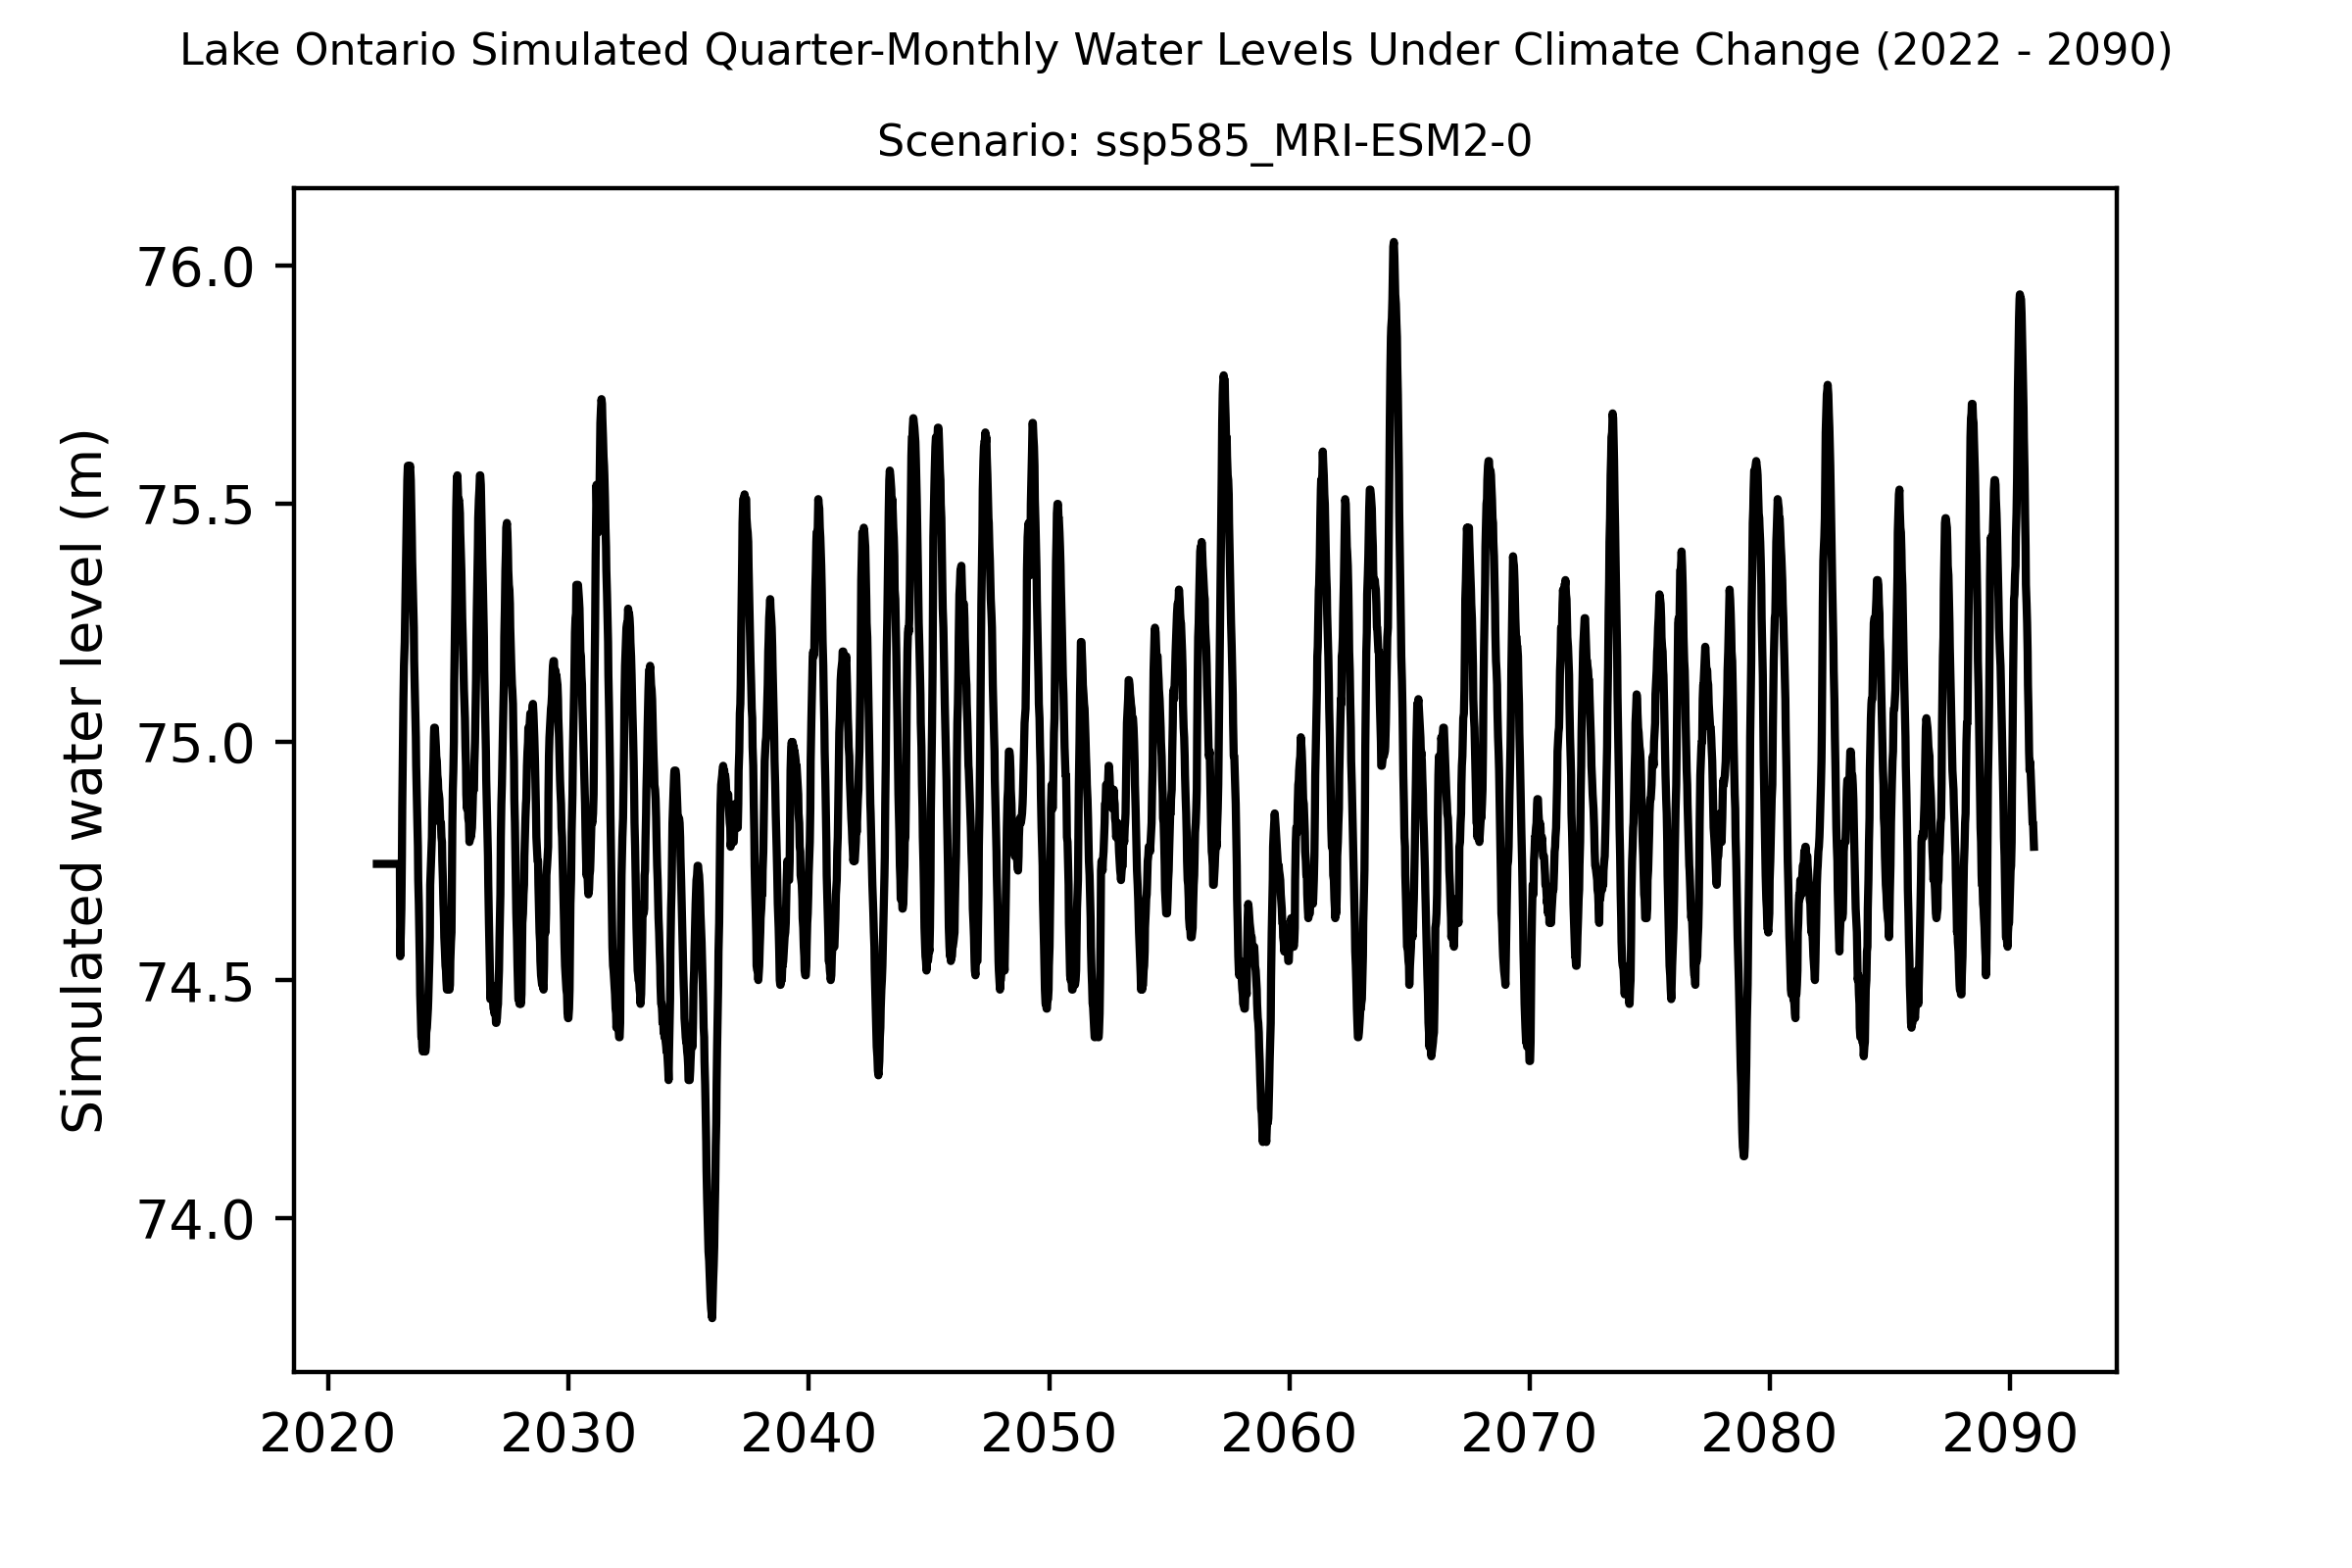 Lake Ontario Simulated Quarter-Monthly Water Levels Under Climate Change (2022 - 2090)
Scenario: ssp585_MRI-ESM2-0
Simulated water level (m)
76.0
75.5
75.0
74.5
74.0
2020 2030 2040 2050 2060 2070 2080 2090